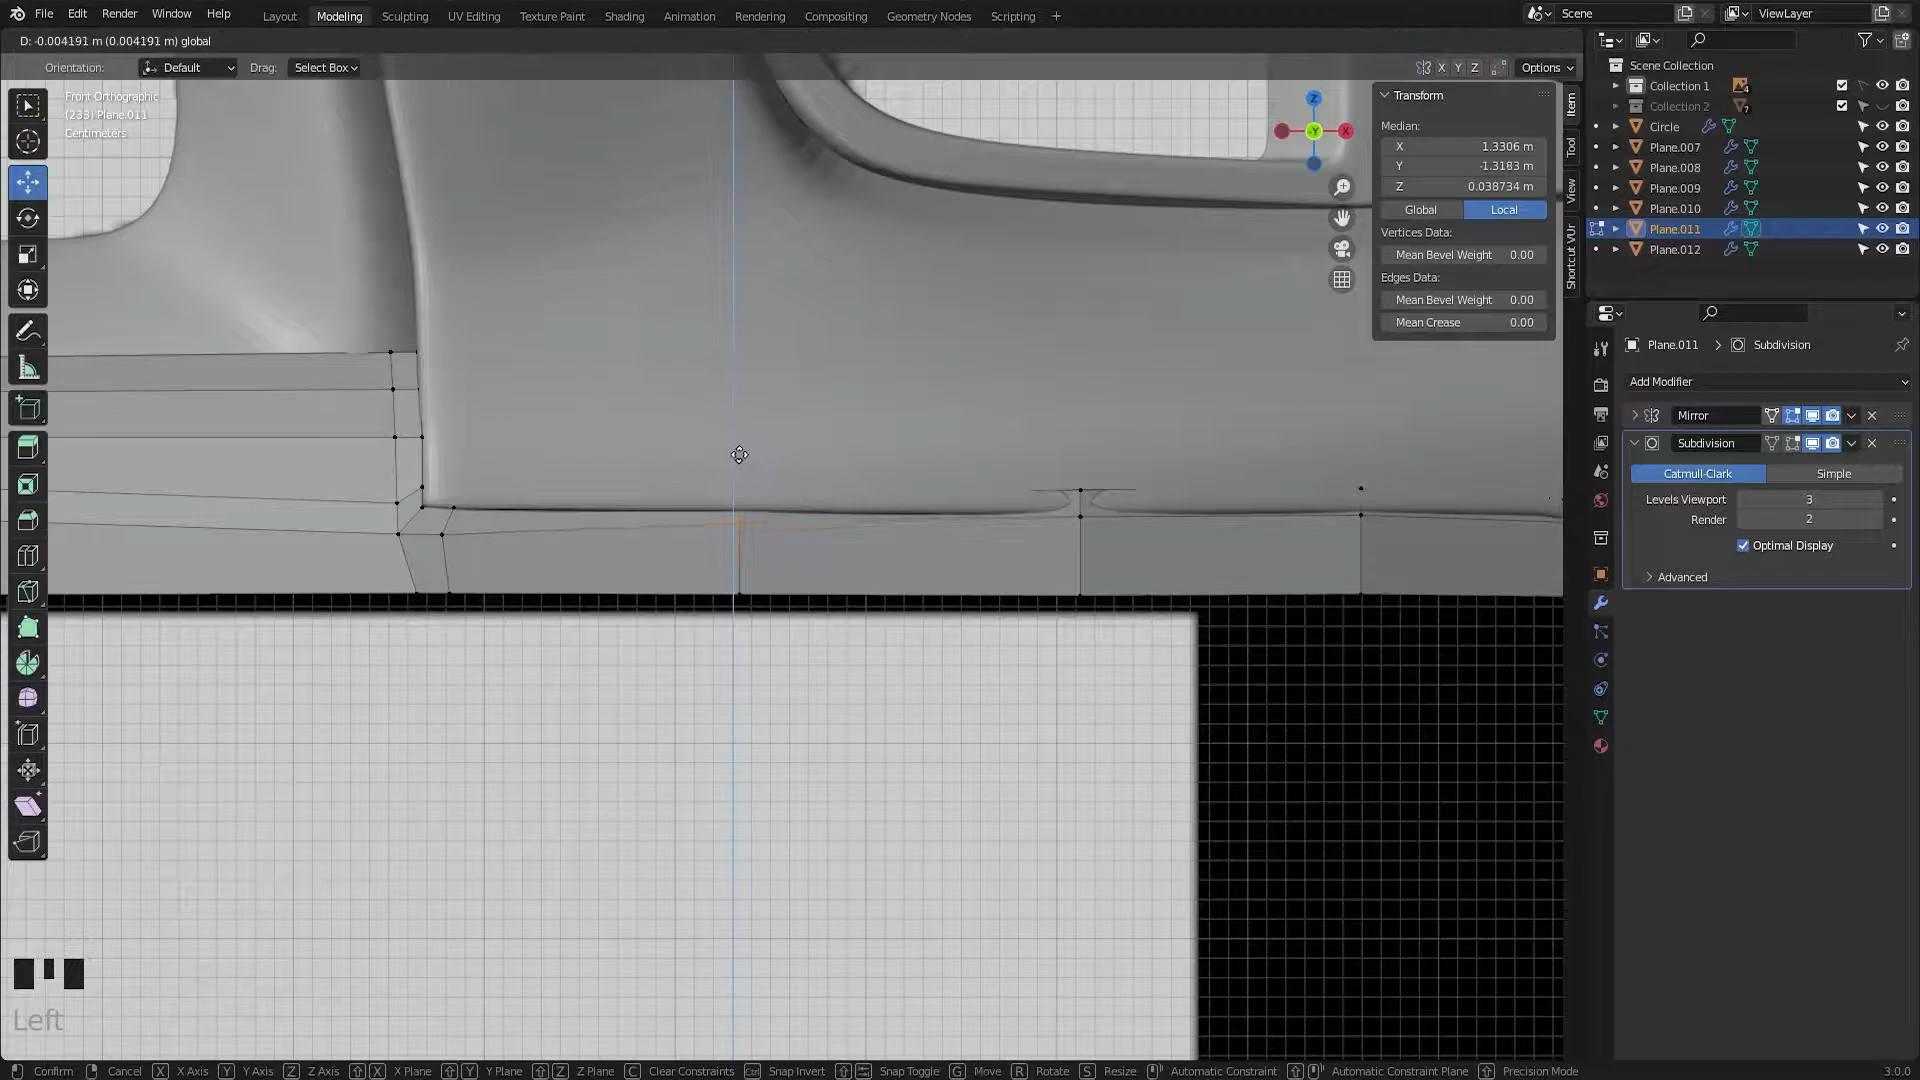 File Edit Render Window Help Layout Modeling Sculpting UV Editing Texture Paint Shading Animation Rendering Compositing Geometry Nodes Scripting + Scene ViewLayer
D: -0.004191 m (0.004191 m) global
Orientation: Default Drag: Select Box X Y Z Options
Front Orthographic
(233) Plane.011
Centimeters
Z
-Y
X
Transform
Median:
X 1.3306 m
Y -1.3183 m
Z 0.038734 m
Global Local
Vertices Data:
Mean Bevel Weight 0.00
Edges Data:
Mean Bevel Weight 0.00
Mean Crease 0.00
Item
Tool
View
Shortcut VUr
Scene Collection
Collection 1 4
Collection 2 7
Circle
Plane.007
Plane.008
Plane.009
Plane.010
Plane.011
Plane.012
Plane.011 > Subdivision
Add Modifier
Mirror
Subdivision
Catmull-Clark Simple
Levels Viewport 3
Render 2
Optimal Display
Advanced
Left
Confirm Cancel X X Axis Y Y Axis Z Z Axis X X Plane Y Y Plane Z Z Plane C Clear Constraints Ctrl Snap Invert Snap Toggle G Move R Rotate S Resize Automatic Constraint Automatic Constraint Plane Precision Mode 3.0.0